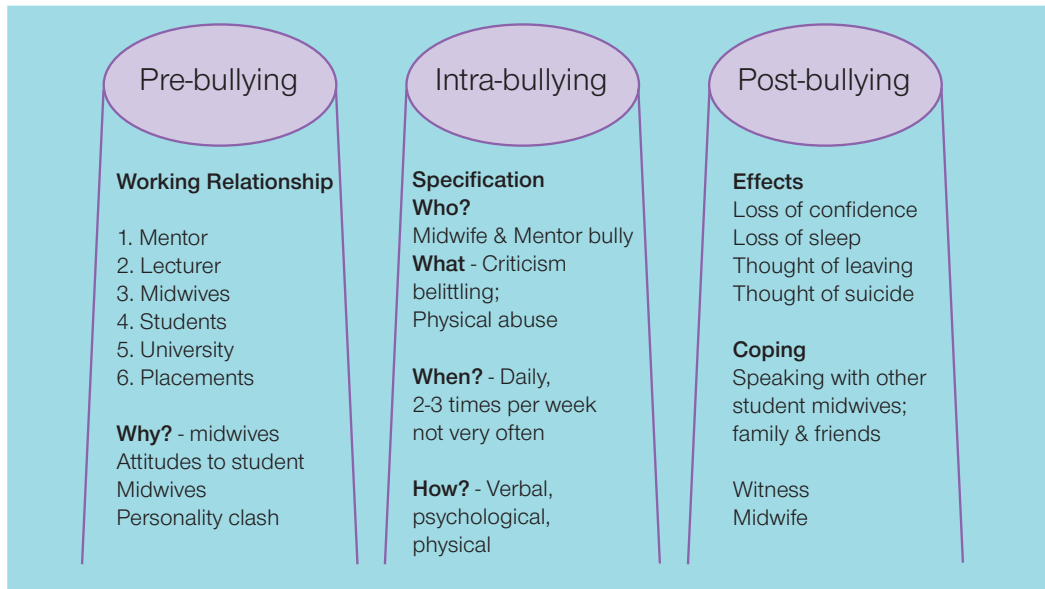 Pre-bullying
Working Relationship
1. Mentor
2. Lecturer
3. Midwives
4. Students
5. University
6. Placements
Why? - midwives
Attitudes to student
Midwives
Personality clash
Intra-bullying
Specification
Who?
Midwife & Mentor bully
What - Criticism
belittling;
Physical abuse
When? - Daily,
2-3 times per week
not very often
How? - Verbal,
psychological,
physical
Post-bullying
Effects
Loss of confidence
Loss of sleep
Thought of leaving
Thought of suicide
Coping
Speaking with other
student midwives;
family & friends
Witness
Midwife